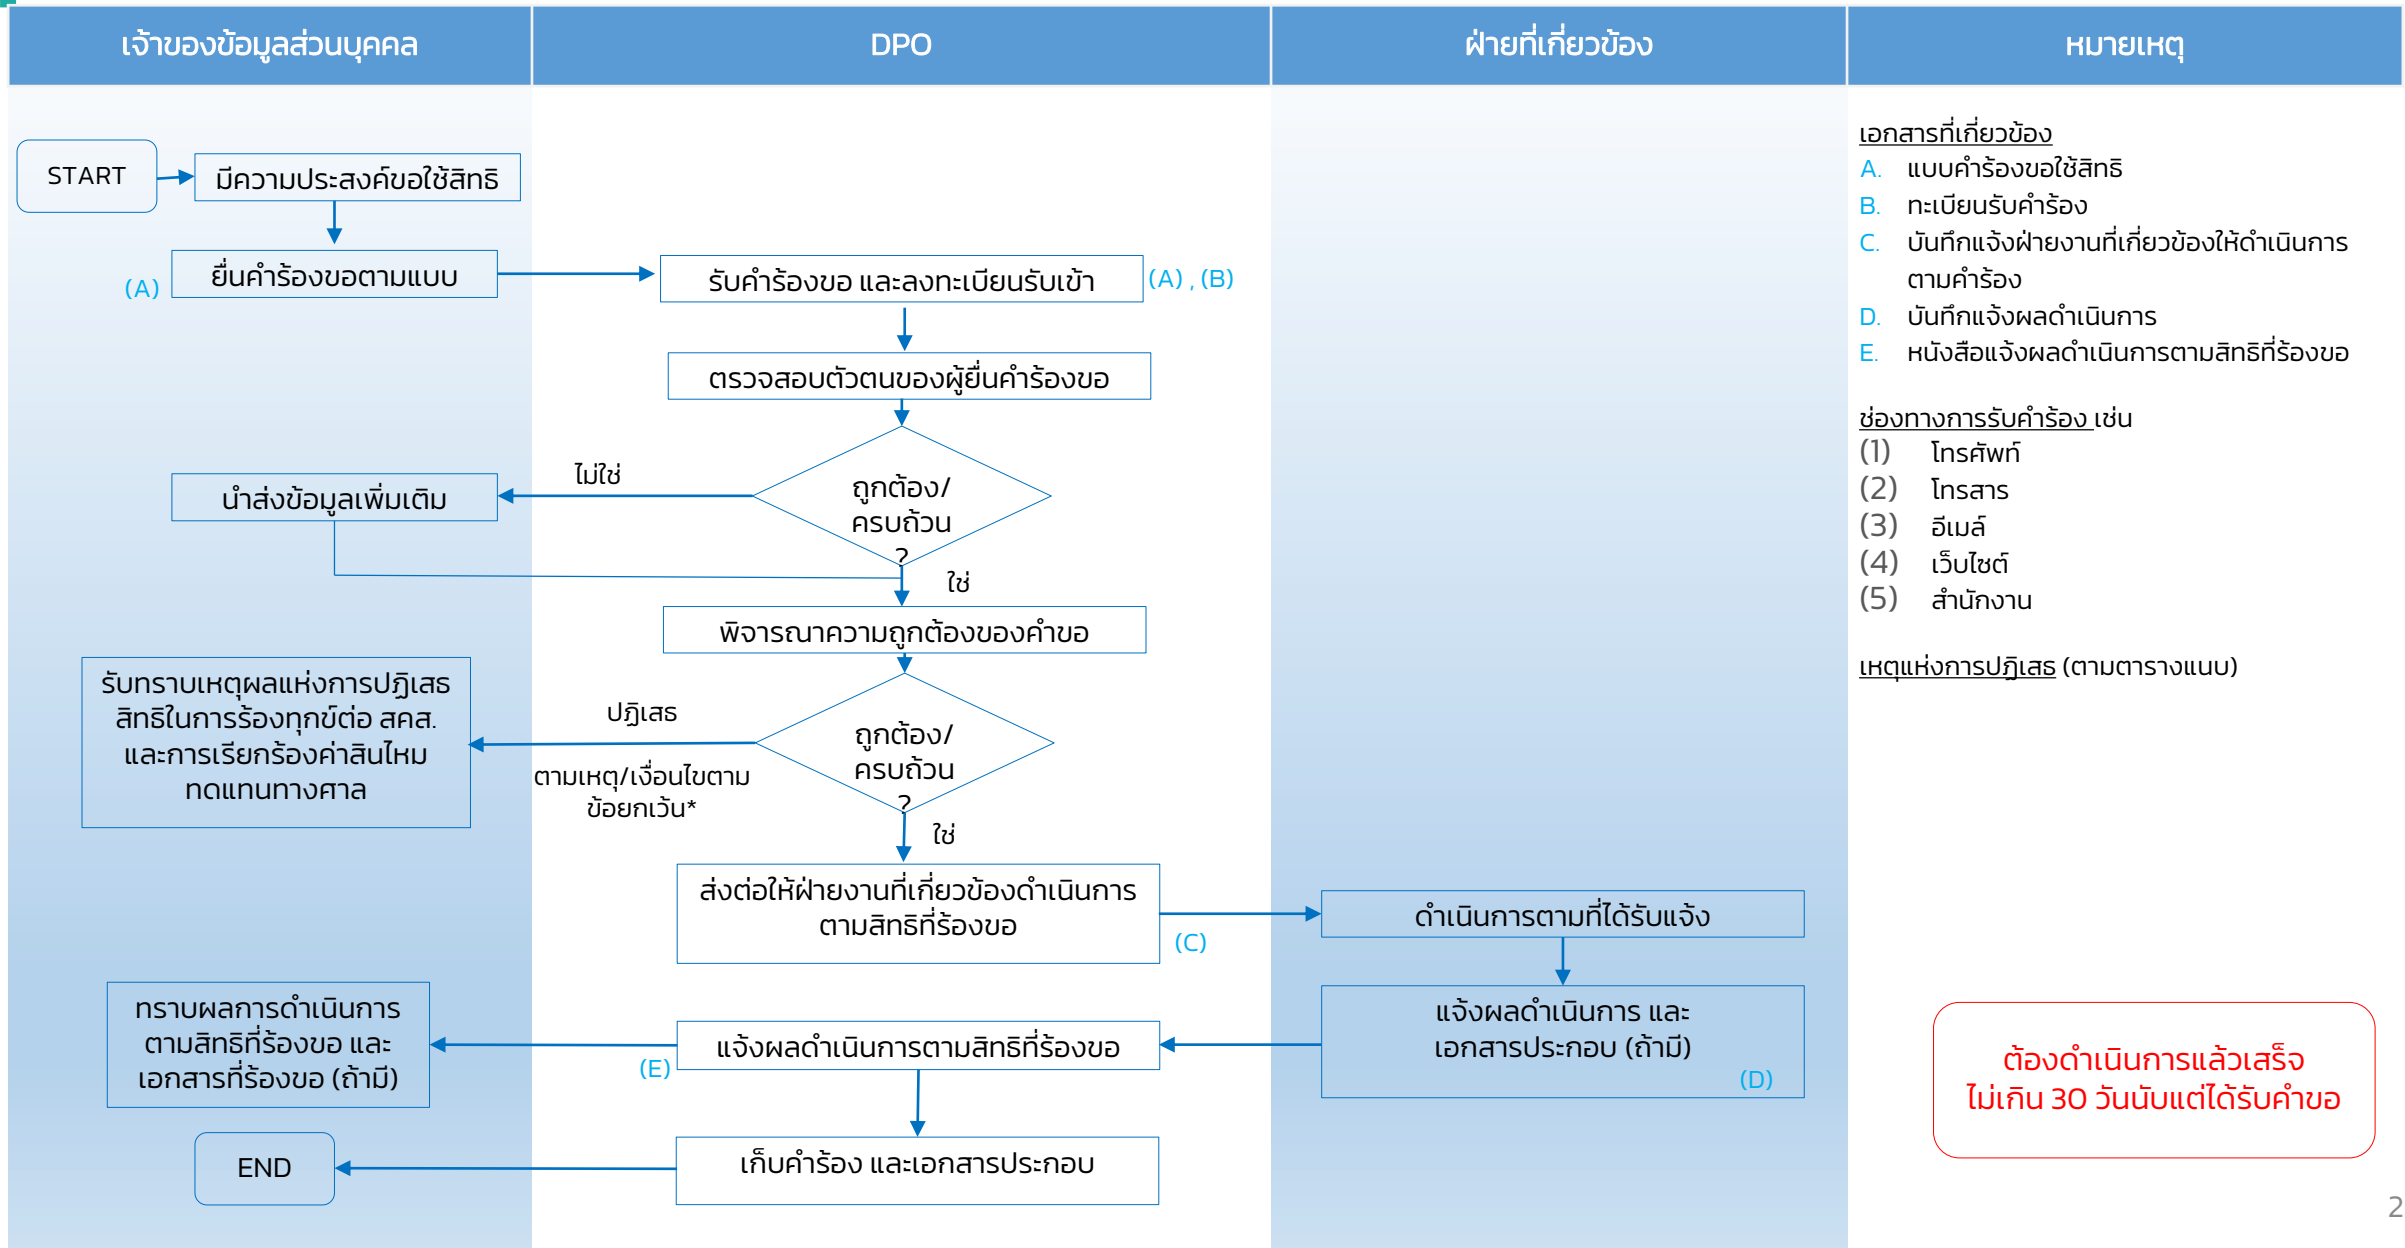 เจ้าของข้อมูลส่วนบุคคล
DPO
ฝ่ายที่เกี่ยวข้อง
หมายเหตุ
START
มีความประสงค์ขอใช้สิทธิ
ยื่นคำร้องขอตามแบบ
(A)
รับคำร้องขอ และลงทะเบียนรับเข้า
(A) , (B)
ตรวจสอบตัวตนของผู้ยื่นคำร้องขอ
ถูกต้อง/
ครบถ้วน
?
ไม่ใช่
นำส่งข้อมูลเพิ่มเติม
ใช่
พิจารณาความถูกต้องของคำขอ
ถูกต้อง/
ครบถ้วน
?
ปฏิเสธ
ตามเหตุ/เงื่อนไขตาม
ข้อยกเว้น*
รับทราบเหตุผลแห่งการปฏิเสธ
สิทธิในการร้องทุกข์ต่อ สคส.
และการเรียกร้องค่าสินไหม
ทดแทนทางศาล
ใช่
ส่งต่อให้ฝ่ายงานที่เกี่ยวข้องดำเนินการ
ตามสิทธิที่ร้องขอ
(C)
ดำเนินการตามที่ได้รับแจ้ง
แจ้งผลดำเนินการ และ
เอกสารประกอบ (ถ้ามี)
(D)
แจ้งผลดำเนินการตามสิทธิที่ร้องขอ
(E)
ทราบผลการดำเนินการ
ตามสิทธิที่ร้องขอ และ
เอกสารที่ร้องขอ (ถ้ามี)
เก็บคำร้อง และเอกสารประกอบ
END
เอกสารที่เกี่ยวข้อง
A. แบบคำร้องขอใช้สิทธิ
B. ทะเบียนรับคำร้อง
C. บันทึกแจ้งฝ่ายงานที่เกี่ยวข้องให้ดำเนินการ
ตามคำร้อง
D. บันทึกแจ้งผลดำเนินการ
E. หนังสือแจ้งผลดำเนินการตามสิทธิที่ร้องขอ
ช่องทางการรับคำร้อง เช่น
(1) โทรศัพท์
(2) โทรสาร
(3) อีเมล์
(4) เว็บไซต์
(5) สำนักงาน
เหตุแห่งการปฏิเสธ (ตามตารางแนบ)
ต้องดำเนินการแล้วเสร็จ
ไม่เกิน 30 วันนับแต่ได้รับคำขอ
2